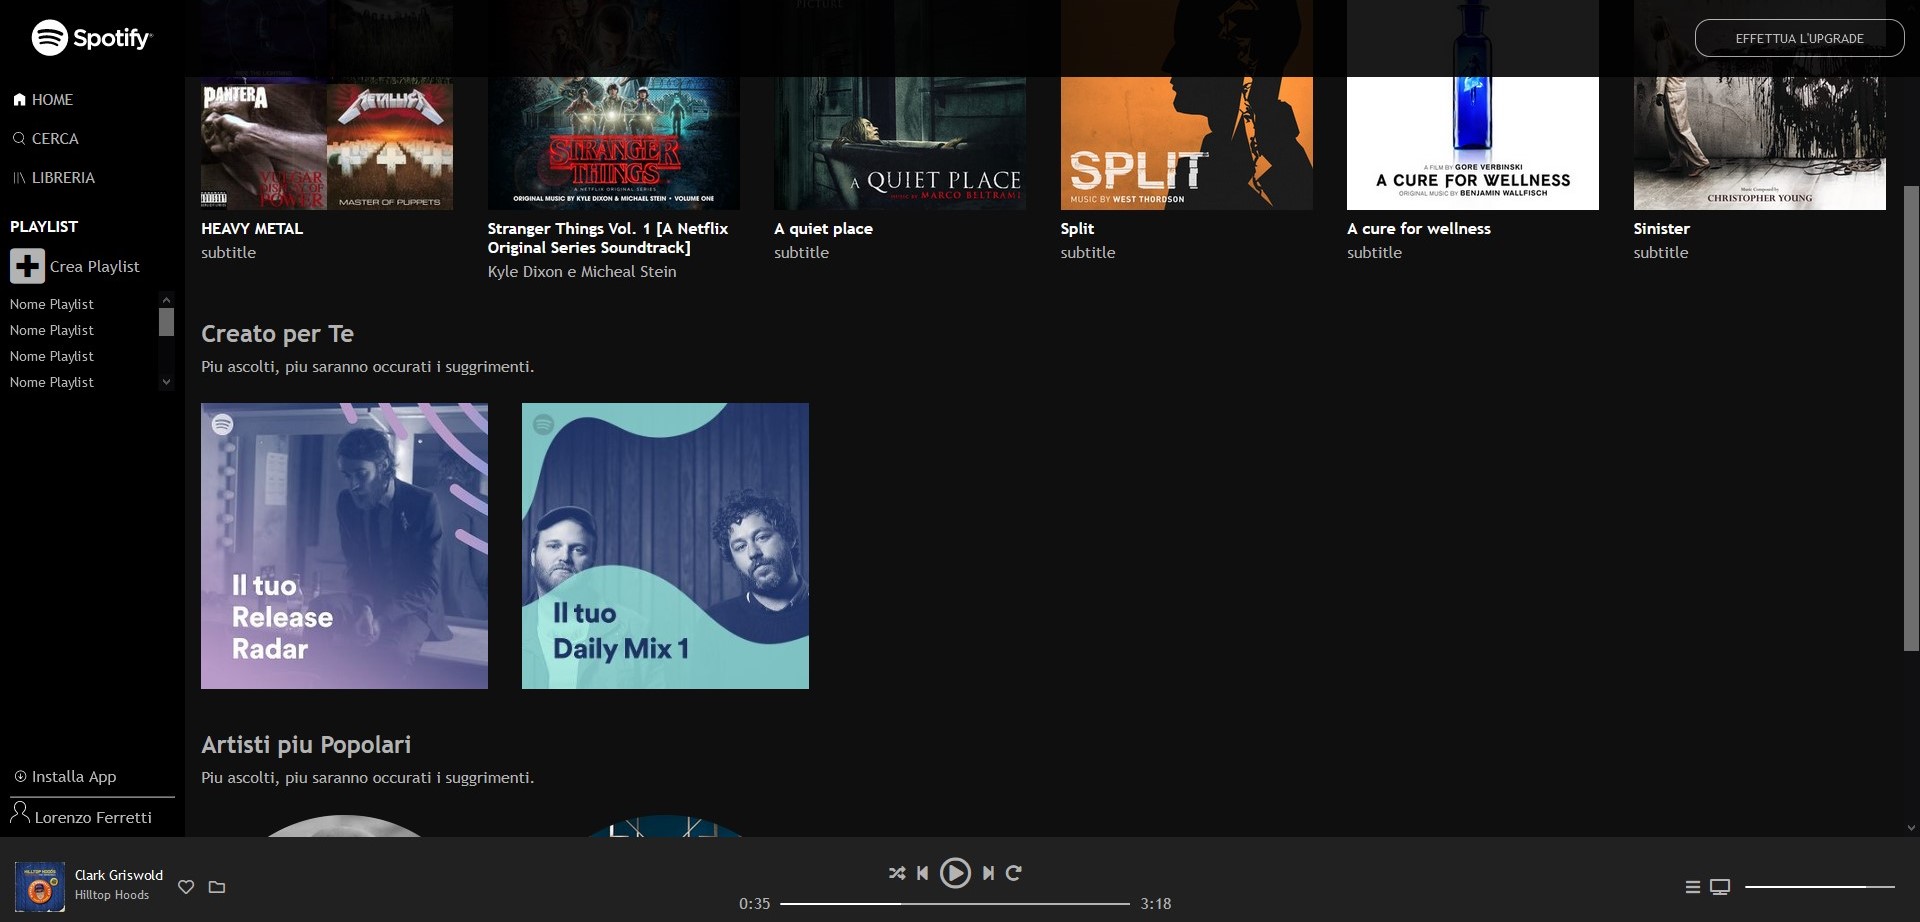 Spotify
EFFETTUA L'UPGRADE
HOME
CERCA
LIBRERIA
PLAYLIST
Crea Playlist
Nome Playlist
Nome Playlist
Nome Playlist
Nome Playlist
Installa App
Lorenzo Ferretti
PICTURE
PANTERA
VULGAR
DISPLAY OF
POWER
METALLICA
MASTER OF PUPPETS
STRANGER
THINGS
A NETFLIX ORIGINAL SERIES
ORIGINAL MUSIC BY KYLE DIXON & MICHAEL STEIN • VOLUME ONE
A QUIET PLACE
MUSIC BY MARCO BELTRAMI
SPLIT
MUSIC BY WEST THORDSON
A FILM BY GORE VERBINSKI
A CURE FOR WELLNESS
ORIGINAL MUSIC BY BENJAMIN WALLFISCH
Music Composed by
CHRISTOPHER YOUNG
HEAVY METAL
subtitle
Stranger Things Vol. 1 [A Netflix
Original Series Soundtrack]
Kyle Dixon e Micheal Stein
A quiet place
subtitle
Split
subtitle
A cure for wellness
subtitle
Sinister
subtitle
Creato per Te
Piu ascolti, piu saranno occurati i suggrimenti.
Il tuo
Release
Radar
Il tuo
Daily Mix 1
Artisti piu Popolari
Piu ascolti, piu saranno occurati i suggrimenti.
HILLTOP HOODS
Clark Griswold
Hilltop Hoods
0:35
3:18